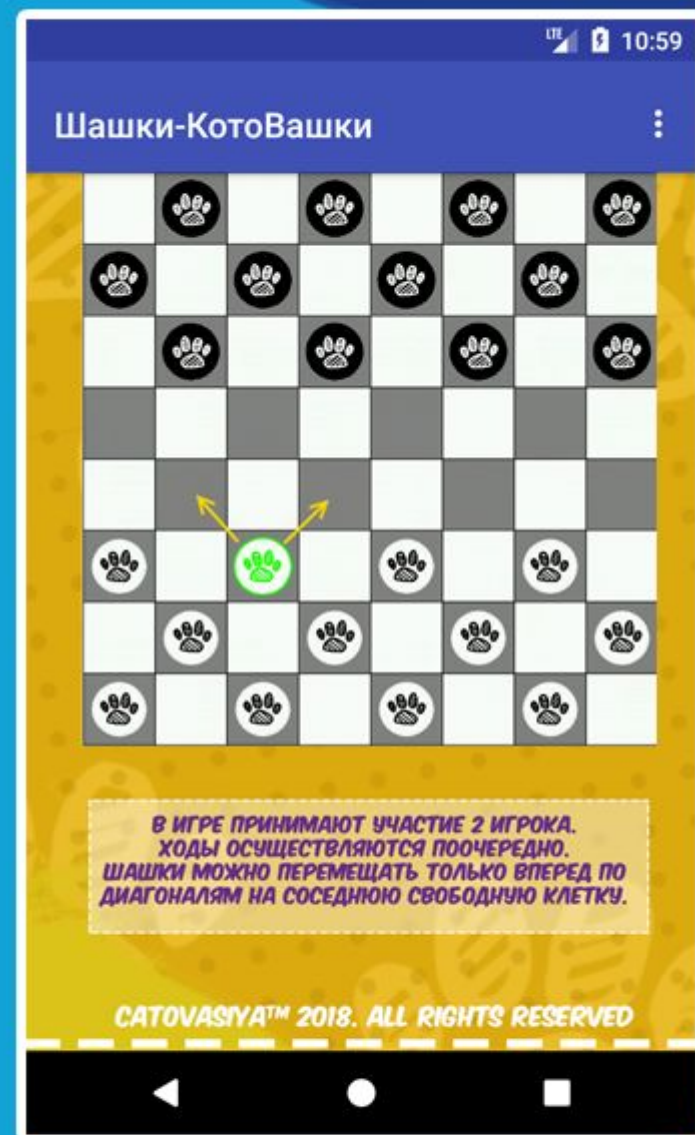 LTE 10:59
Шашки-КотоВашки
В ИГРЕ ПРИНИМАЮТ УЧАСТИЕ 2 ИГРОКА.
ХОДЫ ОСУЩЕСТВЛЯЮТСЯ ПООЧЕРЕДНО.
ШАШКИ МОЖНО ПЕРЕМЕЩАТЬ ТОЛЬКО ВПЕРЕД ПО
ДИАГОНАЛЯМ НА СОСЕДНЮЮ СВОБОДНУЮ КЛЕТКУ.
CATOVASIYA™ 2018. ALL RIGHTS RESERVED